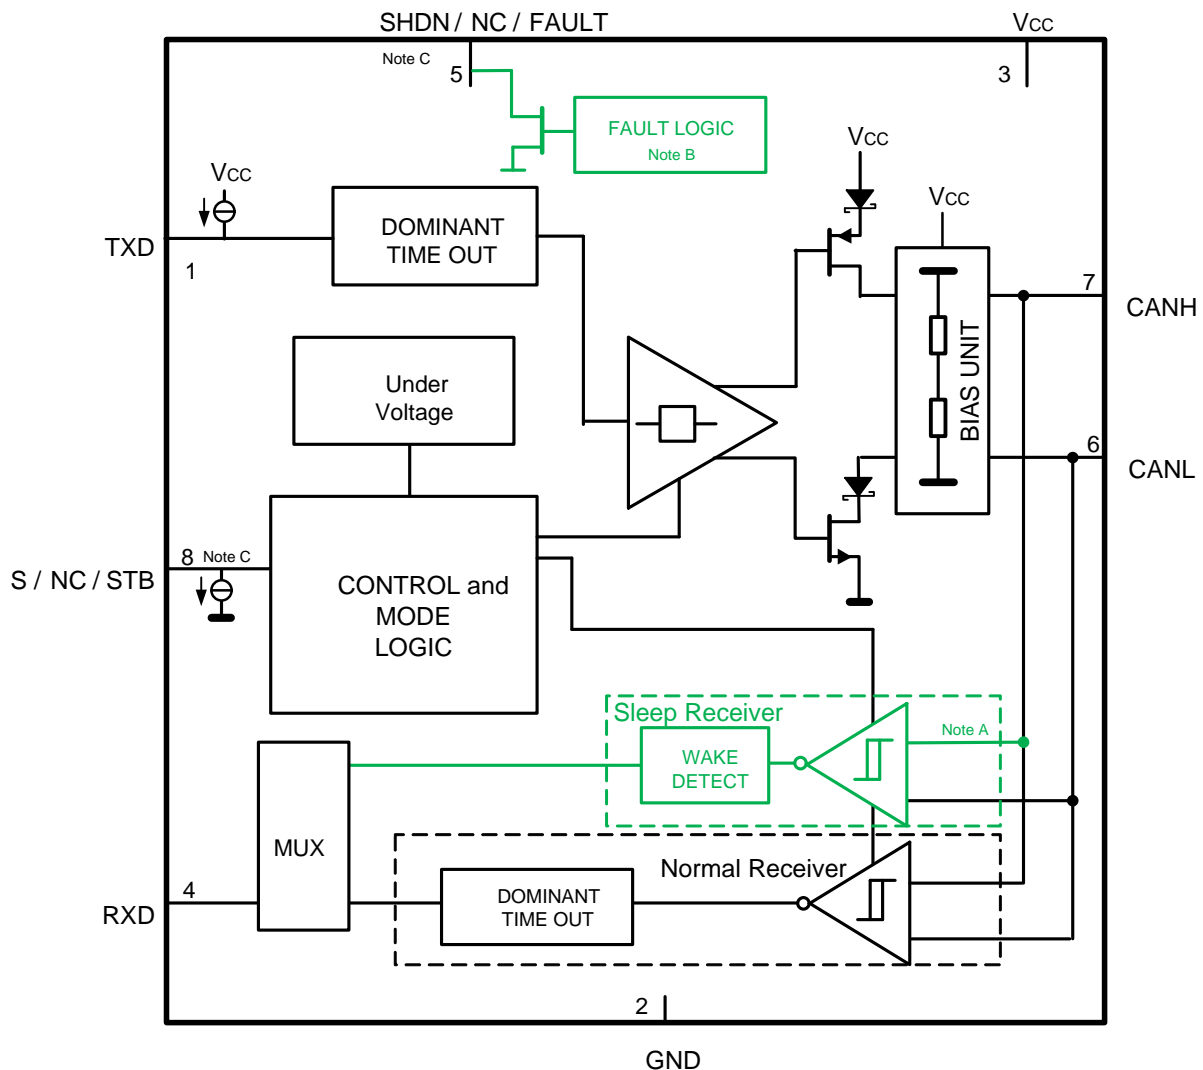 SHDN / NC / FAULT
VCC
Note C
5
3
FAULT LOGIC
Note B
VCC
VCC
VCC
TXD
1
DOMINANT
TIME OUT
7
CANH
BIAS UNIT
Under
Voltage
6
CANL
8
Note C
S / NC / STB
CONTROL and
MODE
LOGIC
Sleep Receiver
Note A
WAKE
DETECT
MUX
Normal Receiver
4
RXD
DOMINANT
TIME OUT
2
GND